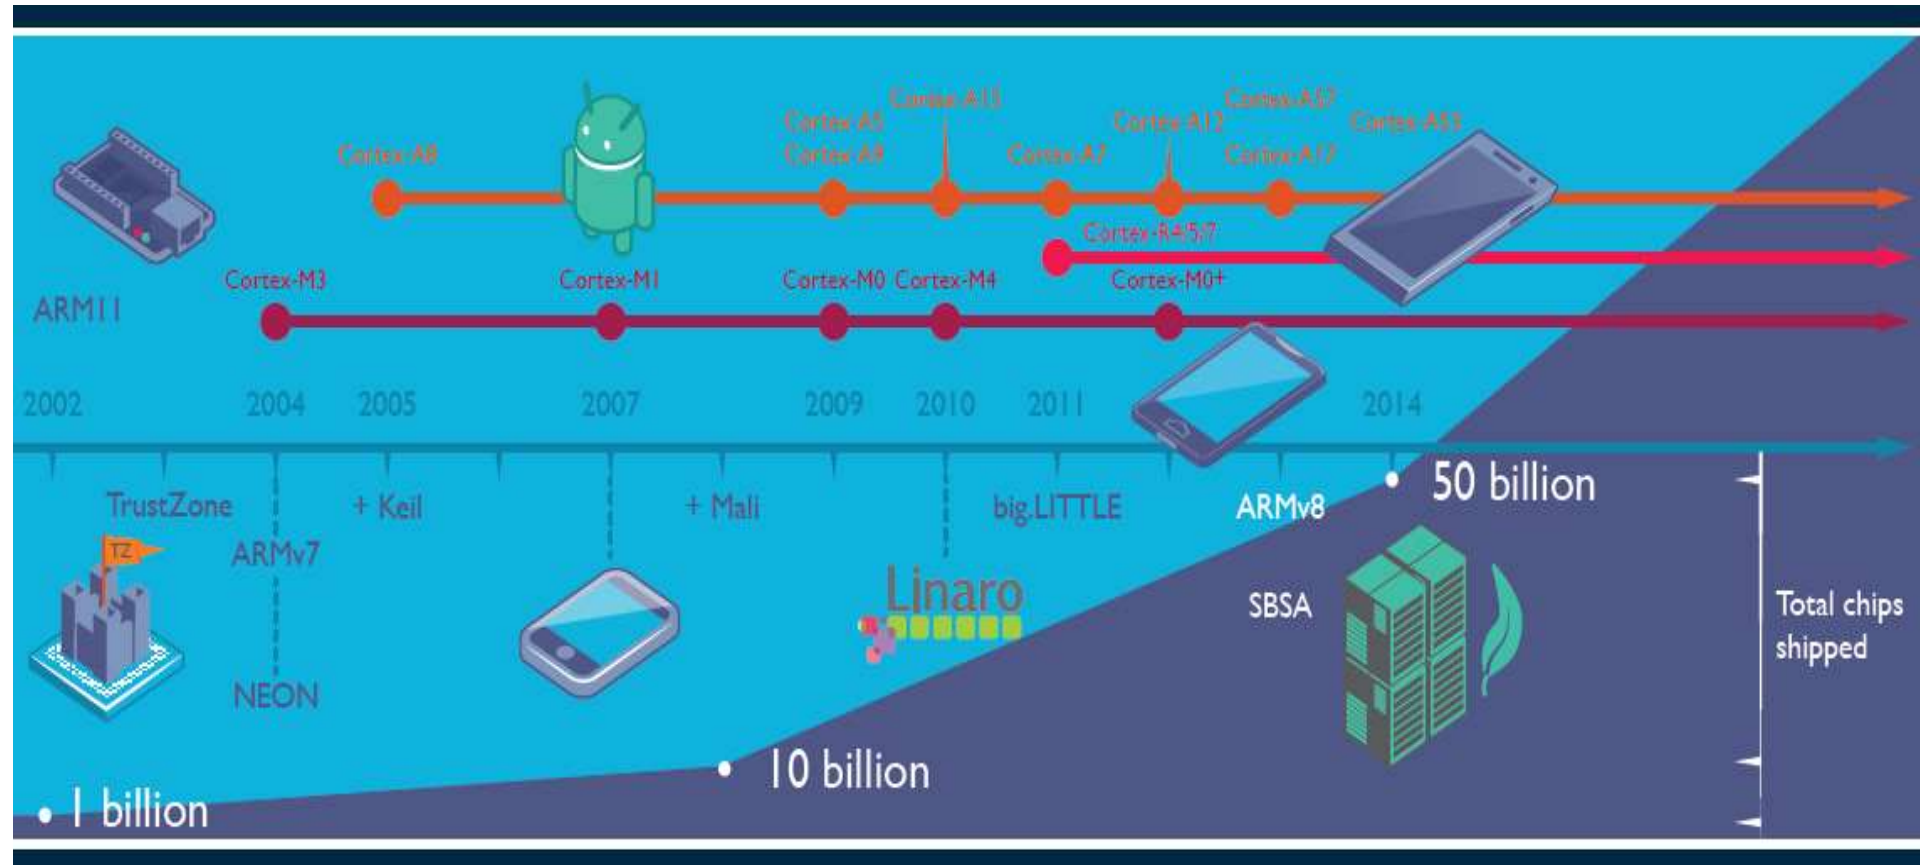 Cortex-A15
Cortex-A57
Cortex-A5
Cortex-A12
Cortex-A53
Cortex-A8
Cortex-A9
Cortex-A7
Cortex-A17
Cortex-R4/5/7
Cortex-M3
Cortex-M1
Cortex-M0
Cortex-M4
Cortex-M0+
ARM11
2002
2004
2005
2007
2009
2010
2011
2014
TrustZone
+ Keil
+ Mali
big.LITTLE
ARMv8
50 billion
TZ
ARMv7
Linaro
SBSA
Total chips
shipped
NEON
10 billion
1 billion